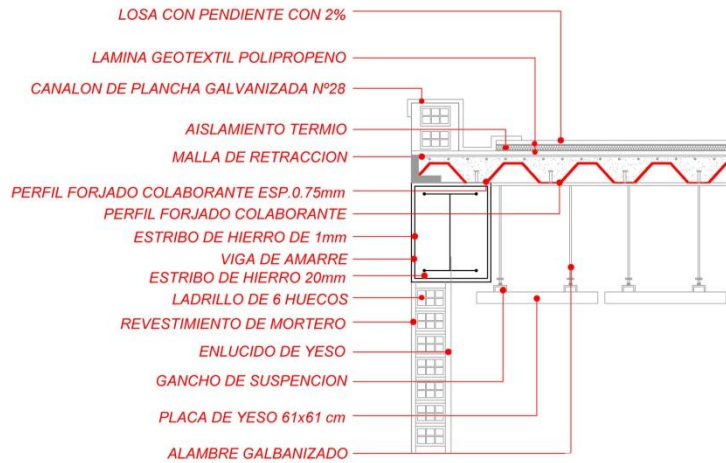 LOSA CON PENDIENTE CON 2%
LAMINA GEOTEXTIL POLIPROPENO
CANALON DE PLANCHA GALVANIZADA Nº28
AISLAMIENTO TERMIO
MALLA DE RETRACCION
PERFIL FORJADO COLABORANTE ESP.0.75mm
PERFIL FORJADO COLABORANTE
ESTRIBO DE HIERRO DE 1mm
VIGA DE AMARRE
ESTRIBO DE HIERRO 20mm
LADRILLO DE 6 HUECOS
REVESTIMIENTO DE MORTERO
ENLUCIDO DE YESO
GANCHO DE SUSPENCION
PLACA DE YESO 61x61 cm
ALAMBRE GALBANIZADO